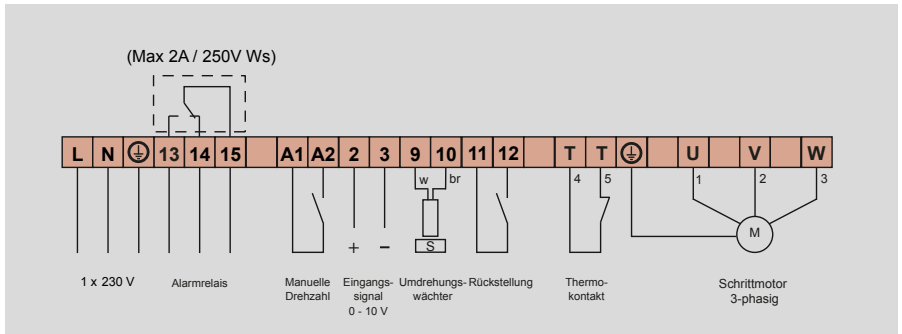 (Max 2A / 250V Ws)
L N 13 14 15 A1 A2 2 3 9 10 11 12 T T U V W
w br 4 5 1 2 3
M
+ − S
1 x 230 V Alarmrelais Manuelle Eingangs- Umdrehungs- Rückstellung Thermo- Schrittmotor
Drehzahl signal wächter kontakt 3-phasig
0 - 10 V